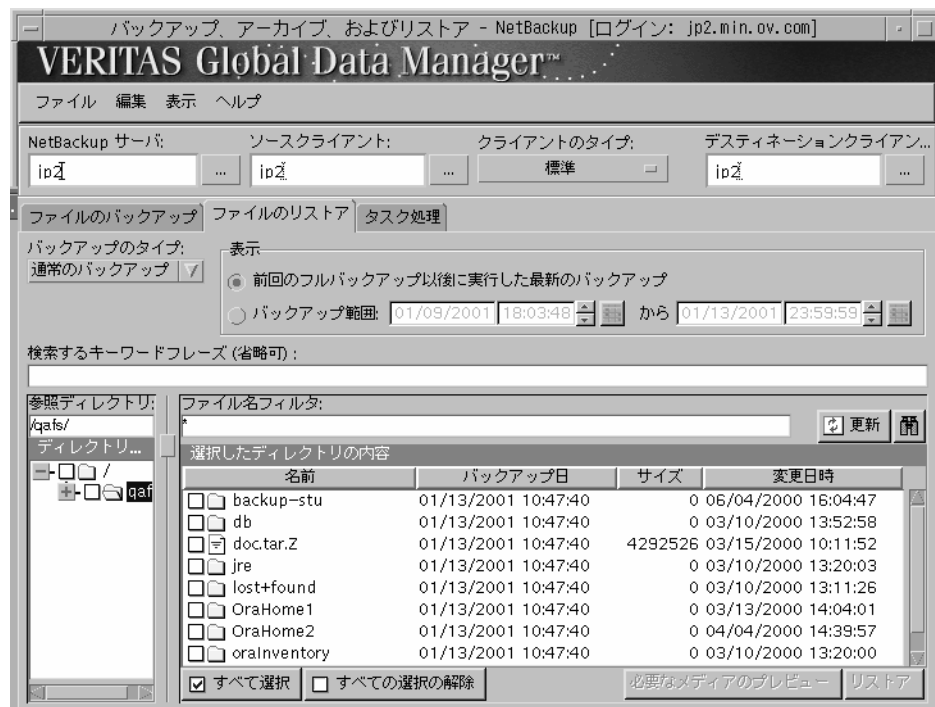 バックアップ、アーカイブ、およびリストア - NetBackup [ログイン: jp2.min.ov.com]
VERITAS Global Data Manager™
ファイル 編集 表示 ヘルプ
NetBackup サーバ: ソースクライアント: クライアントのタイプ: デスティネーションクライアン...
jp2 ... jp2 ... 標準 jp2 ...
ファイルのバックアップ ファイルのリストア タスク処理
バックアップのタイプ: 表示
通常のバックアップ
前回のフルバックアップ以後に実行した最新のバックアップ
バックアップ範囲: 01/09/2001 18:03:48 から 01/13/2001 23:59:59
検索するキーワードフレーズ (省略可) :
参照ディレクトリ: ファイル名フィルタ:
/qafs/ * 更新
ディレクトリ... 選択したディレクトリの内容
名前 バックアップ日 サイズ 変更日時
/
qaf
backup-stu 01/13/2001 10:47:40 0 06/04/2000 16:04:47
db 01/13/2001 10:47:40 0 03/10/2000 13:52:58
doc.tar.Z 01/13/2001 10:47:40 4292526 03/15/2000 10:11:52
jre 01/13/2001 10:47:40 0 03/10/2000 13:20:03
lost+found 01/13/2001 10:47:40 0 03/10/2000 13:11:26
OraHome1 01/13/2001 10:47:40 0 03/13/2000 14:04:01
OraHome2 01/13/2001 10:47:40 0 04/04/2000 14:39:57
oraInventory 01/13/2001 10:47:40 0 03/10/2000 13:20:00
すべて選択 すべての選択の解除 必要なメディアのプレビュー リストア